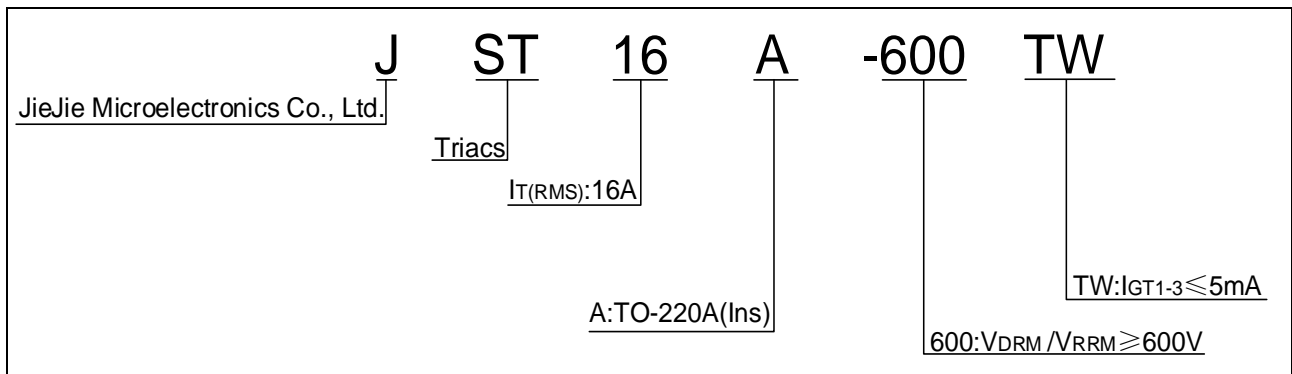 J ST 16 A -600 TW
JieJie Microelectronics Co., Ltd.
Triacs
IT(RMS):16A
TW:IGT1-3≤5mA
A:TO-220A(Ins)
600:VDRM /VRRM≥600V